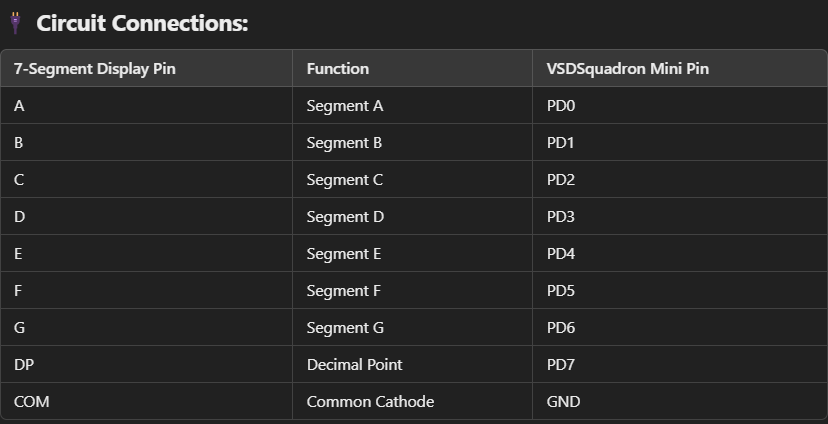 Circuit Connections:
7-Segment Display Pin Function VSDSquadron Mini Pin
A Segment A PD0
B Segment B PD1
C Segment C PD2
D Segment D PD3
E Segment E PD4
F Segment F PD5
G Segment G PD6
DP Decimal Point PD7
COM Common Cathode GND